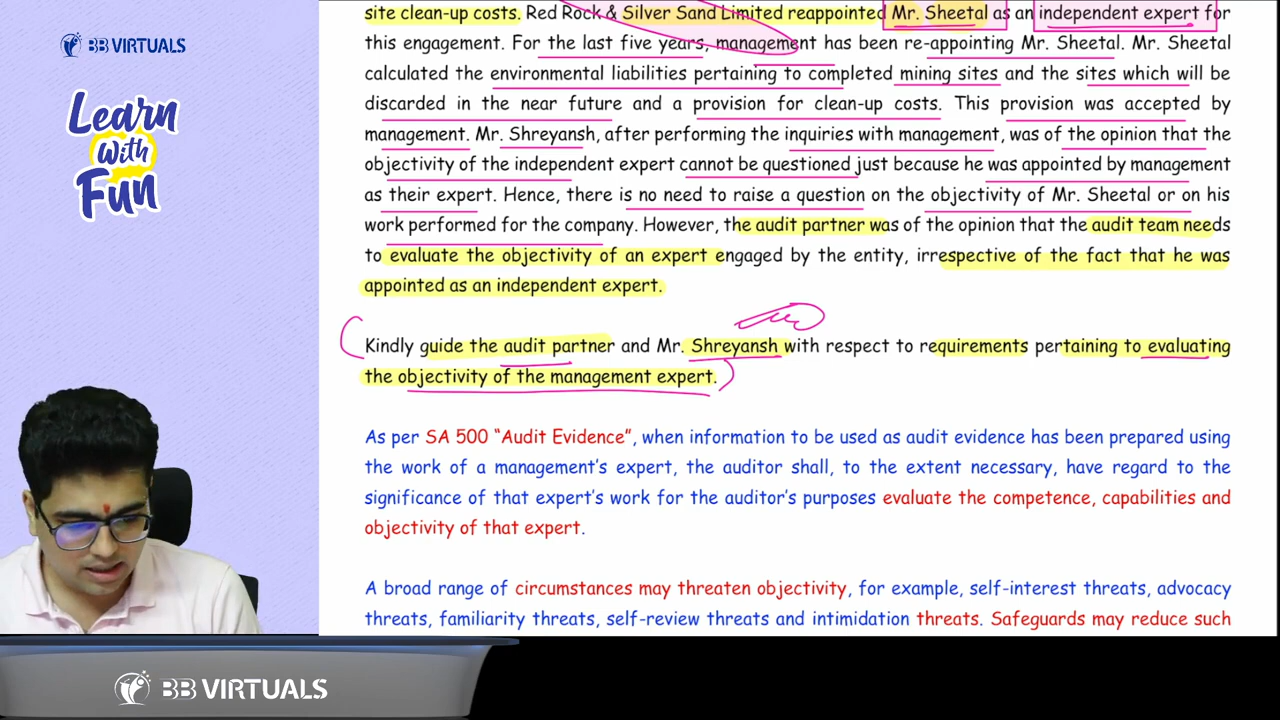 BB VIRTUALS
Learn
with
Fun
site clean-up costs. Red Rock & Silver Sand Limited reappointed Mr. Sheetal as an independent expert for
this engagement. For the last five years, management has been re-appointing Mr. Sheetal. Mr. Sheetal
calculated the environmental liabilities pertaining to completed mining sites and the sites which will be
discarded in the near future and a provision for clean-up costs. This provision was accepted by
management. Mr. Shreyansh, after performing the inquiries with management, was of the opinion that the
objectivity of the independent expert cannot be questioned just because he was appointed by management
as their expert. Hence, there is no need to raise a question on the objectivity of Mr. Sheetal or on his
work performed for the company. However, the audit partner was of the opinion that the audit team needs
to evaluate the objectivity of an expert engaged by the entity, irrespective of the fact that he was
appointed as an independent expert.
Kindly guide the audit partner and Mr. Shreyansh with respect to requirements pertaining to evaluating
the objectivity of the management expert.
As per SA 500 “Audit Evidence”, when information to be used as audit evidence has been prepared using
the work of a management’s expert, the auditor shall, to the extent necessary, have regard to the
significance of that expert’s work for the auditor’s purposes evaluate the competence, capabilities and
objectivity of that expert.
A broad range of circumstances may threaten objectivity, for example, self-interest threats, advocacy
threats, familiarity threats, self-review threats and intimidation threats. Safeguards may reduce such
BB VIRTUALS